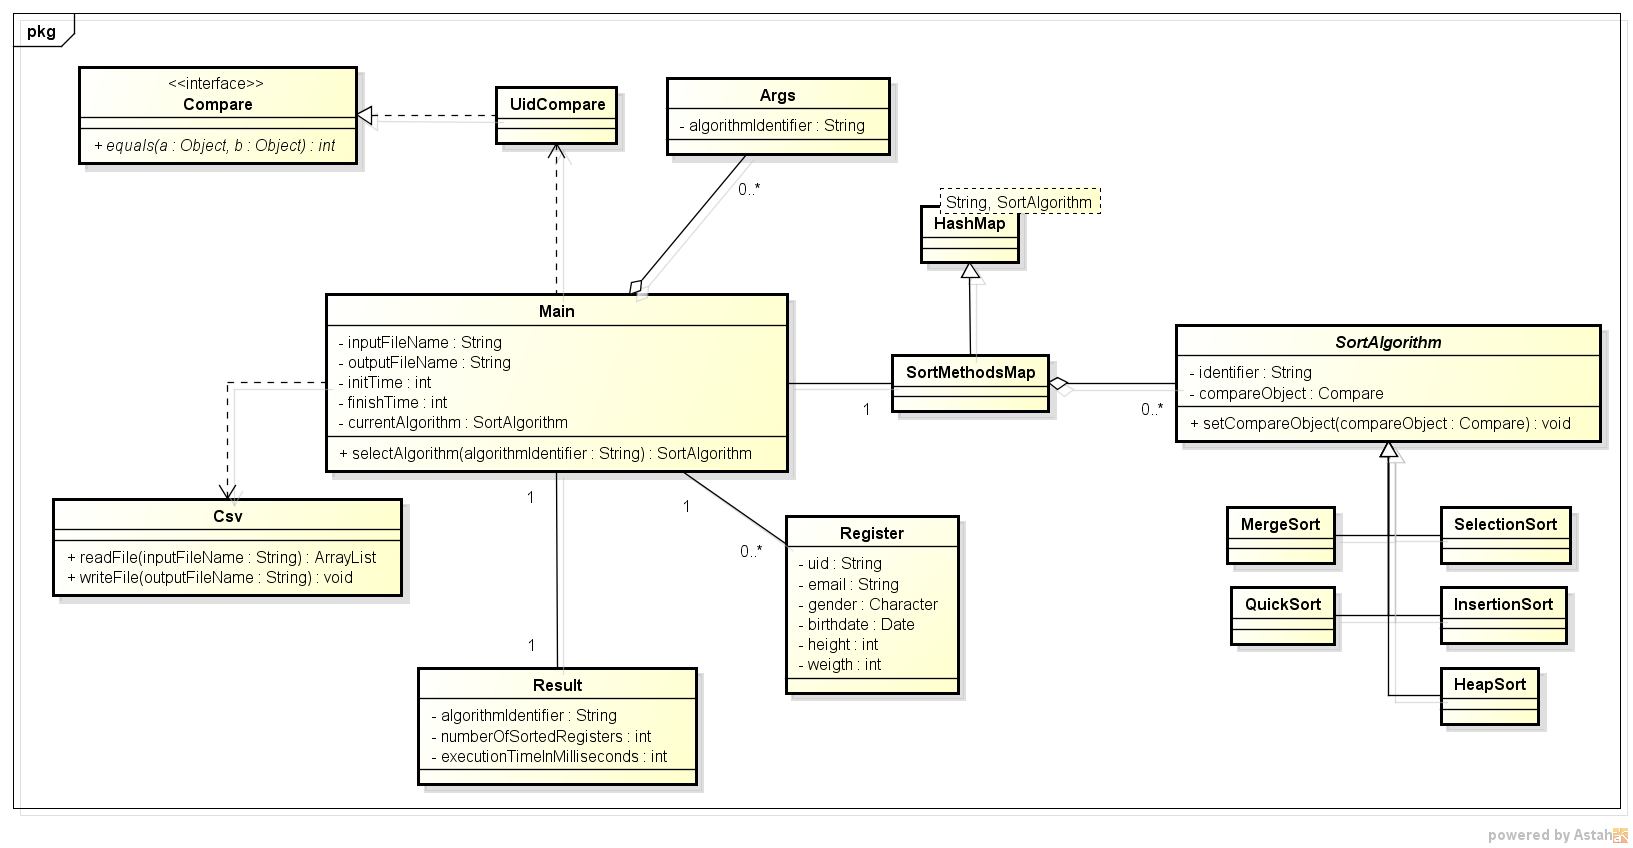 pkg
<<interface>>
Compare
+ equals(a : Object, b : Object) : int
UidCompare
Args
- algorithmIdentifier : String
0..*
String, SortAlgorithm
HashMap
Main
- inputFileName : String
- outputFileName : String
- initTime : int
- finishTime : int
- currentAlgorithm : SortAlgorithm
+ selectAlgorithm(algorithmIdentifier : String) : SortAlgorithm
1
SortMethodsMap
0..*
SortAlgorithm
- identifier : String
- compareObject : Compare
+ setCompareObject(compareObject : Compare) : void
Csv
+ readFile(inputFileName : String) : ArrayList
+ writeFile(outputFileName : String) : void
1
1
0..*
Register
- uid : String
- email : String
- gender : Character
- birthdate : Date
- height : int
- weigth : int
MergeSort
SelectionSort
QuickSort
InsertionSort
HeapSort
1
Result
- algorithmIdentifier : String
- numberOfSortedRegisters : int
- executionTimeInMilliseconds : int
powered by Astah